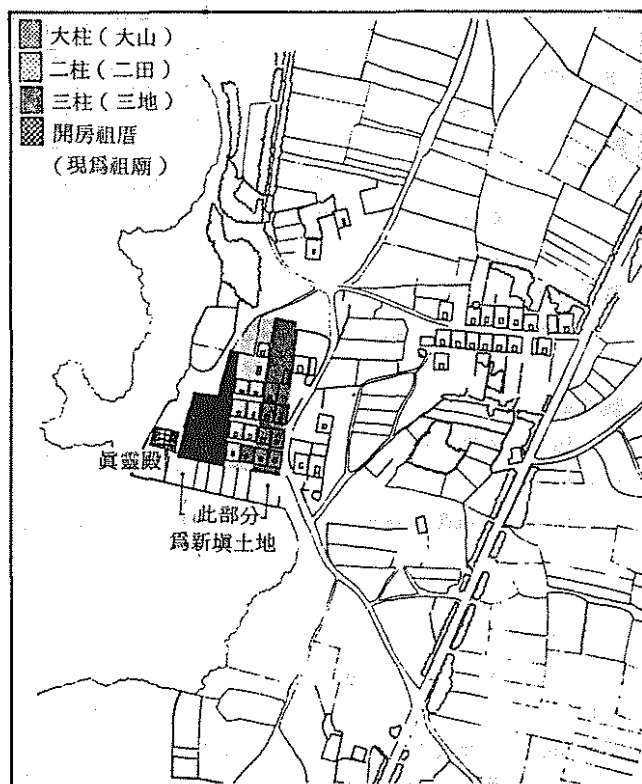 大柱（大山）
二柱（二田）
三柱（三地）
開房祖厝
（現爲祖廟）
眞靈殿
此部分
爲新塡土地